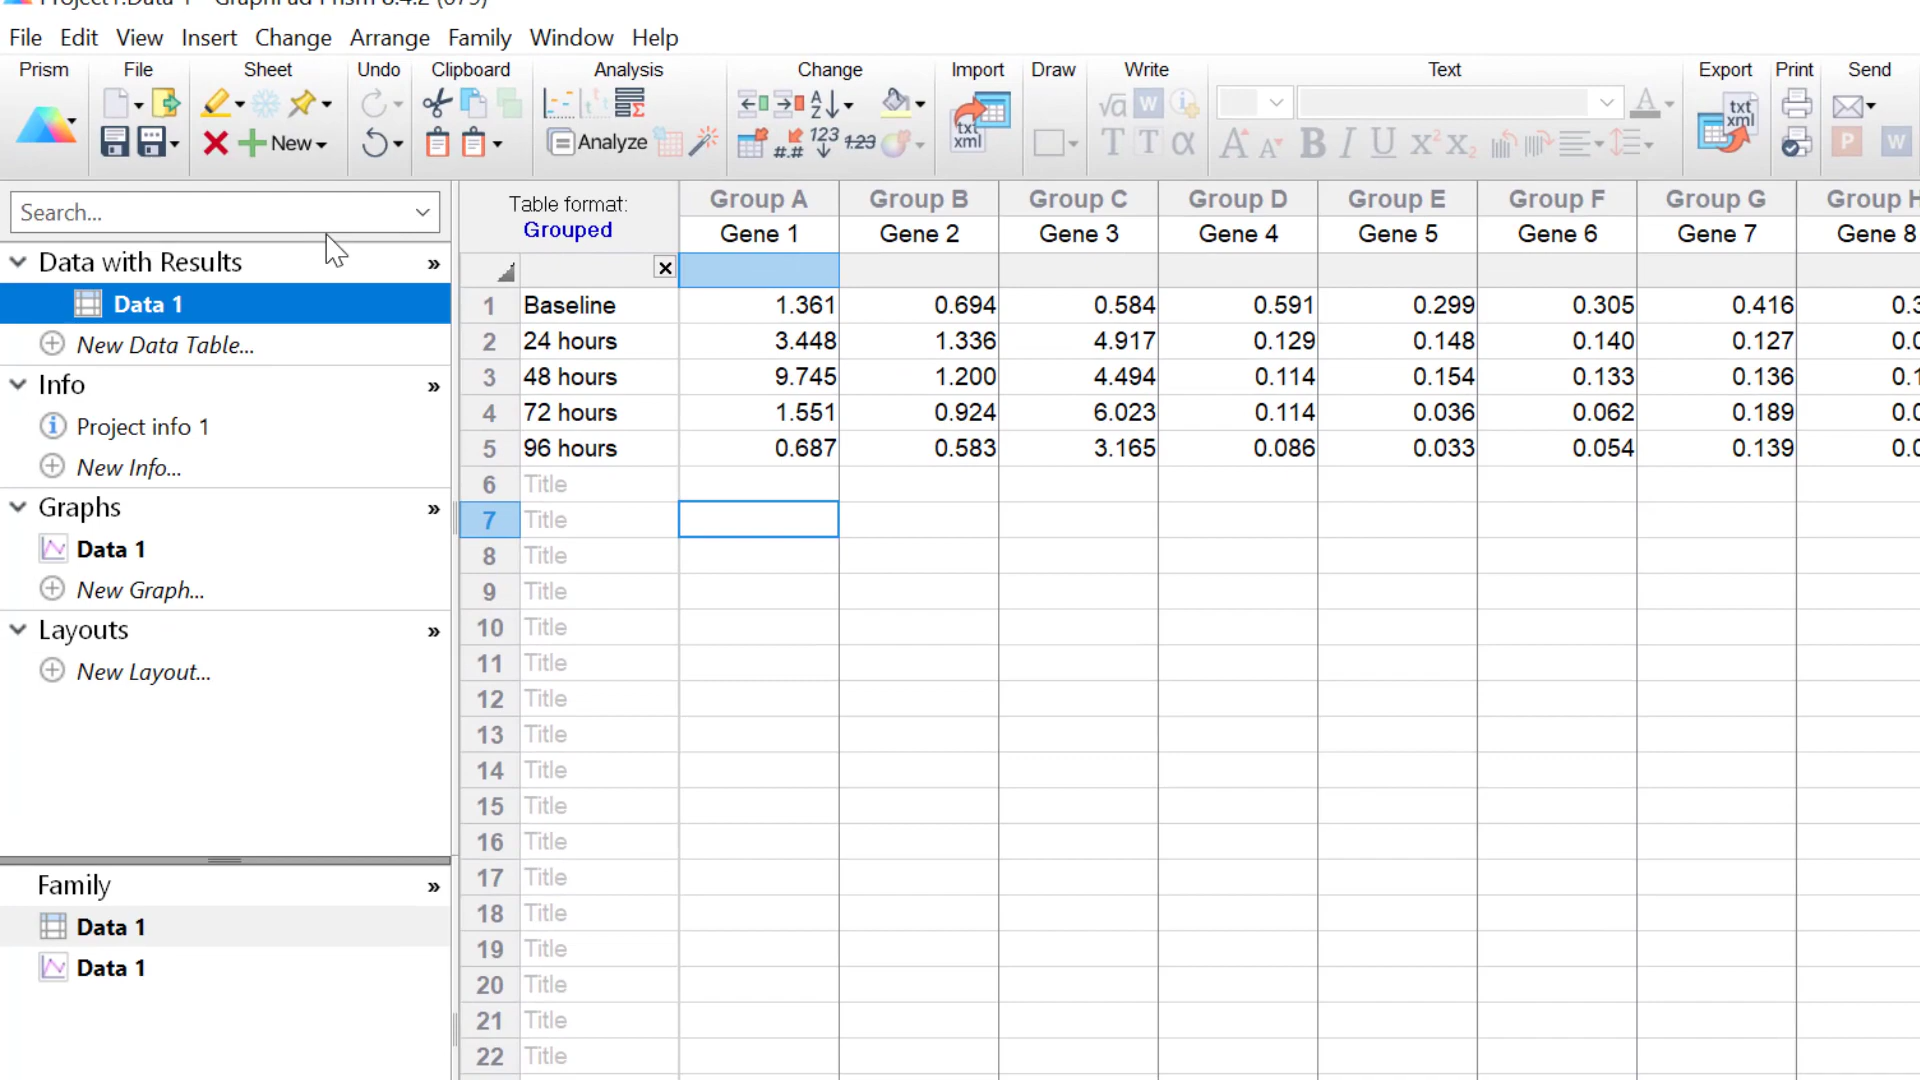 File Edit View Insert Change Arrange Family Window Help
Prism File Sheet Undo Clipboard Analysis Change Import Draw Write Text Export Print Send
New Analyze
Search...
Table format:
Grouped
Group A Group B Group C Group D Group E Group F Group G Group H
Gene 1 Gene 2 Gene 3 Gene 4 Gene 5 Gene 6 Gene 7 Gene 8
1 Baseline 1.361 0.694 0.584 0.591 0.299 0.305 0.416
2 24 hours 3.448 1.336 4.917 0.129 0.148 0.140 0.127
3 48 hours 9.745 1.200 4.494 0.114 0.154 0.133 0.136
4 72 hours 1.551 0.924 6.023 0.114 0.036 0.062 0.189
5 96 hours 0.687 0.583 3.165 0.086 0.033 0.054 0.139
6 Title
7 Title
8 Title
9 Title
10 Title
11 Title
12 Title
13 Title
14 Title
15 Title
16 Title
17 Title
18 Title
19 Title
20 Title
21 Title
22 Title
Data with Results
Data 1
New Data Table...
Info
Project info 1
New Info...
Graphs
Data 1
New Graph...
Layouts
New Layout...
Family
Data 1
Data 1